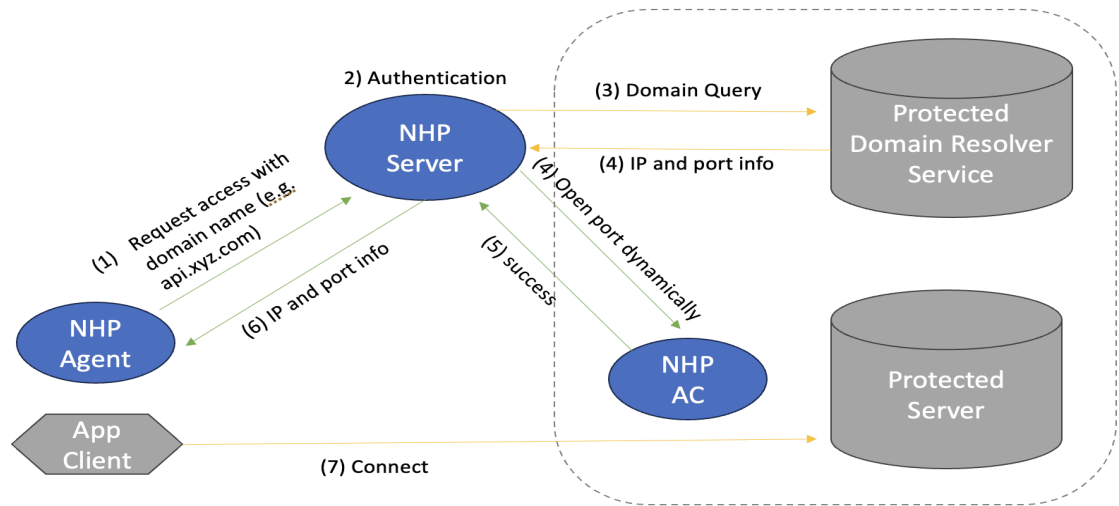 2) Authentication
(3) Domain Query
NHP
Server
Protected
Domain Resolver
Service
(4) IP and port info
(4) Open port dynamically
(1) Request access with
domain name (e.g.
api.xyz.com)
(5) success
(6) IP and port info
NHP
Agent
NHP
AC
Protected
Server
App
Client
(7) Connect